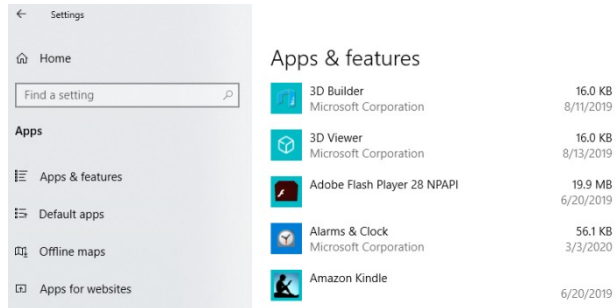 Settings
Home
Find a setting
Apps
Apps & features
Default apps
Offline maps
Apps for websites
Apps & features
3D Builder 16.0 KB
Microsoft Corporation 8/11/2019
3D Viewer 16.0 KB
Microsoft Corporation 8/13/2019
Adobe Flash Player 28 NPAPI 19.9 MB
6/20/2019
Alarms & Clock 56.1 KB
Microsoft Corporation 3/3/2020
Amazon Kindle
6/20/2019